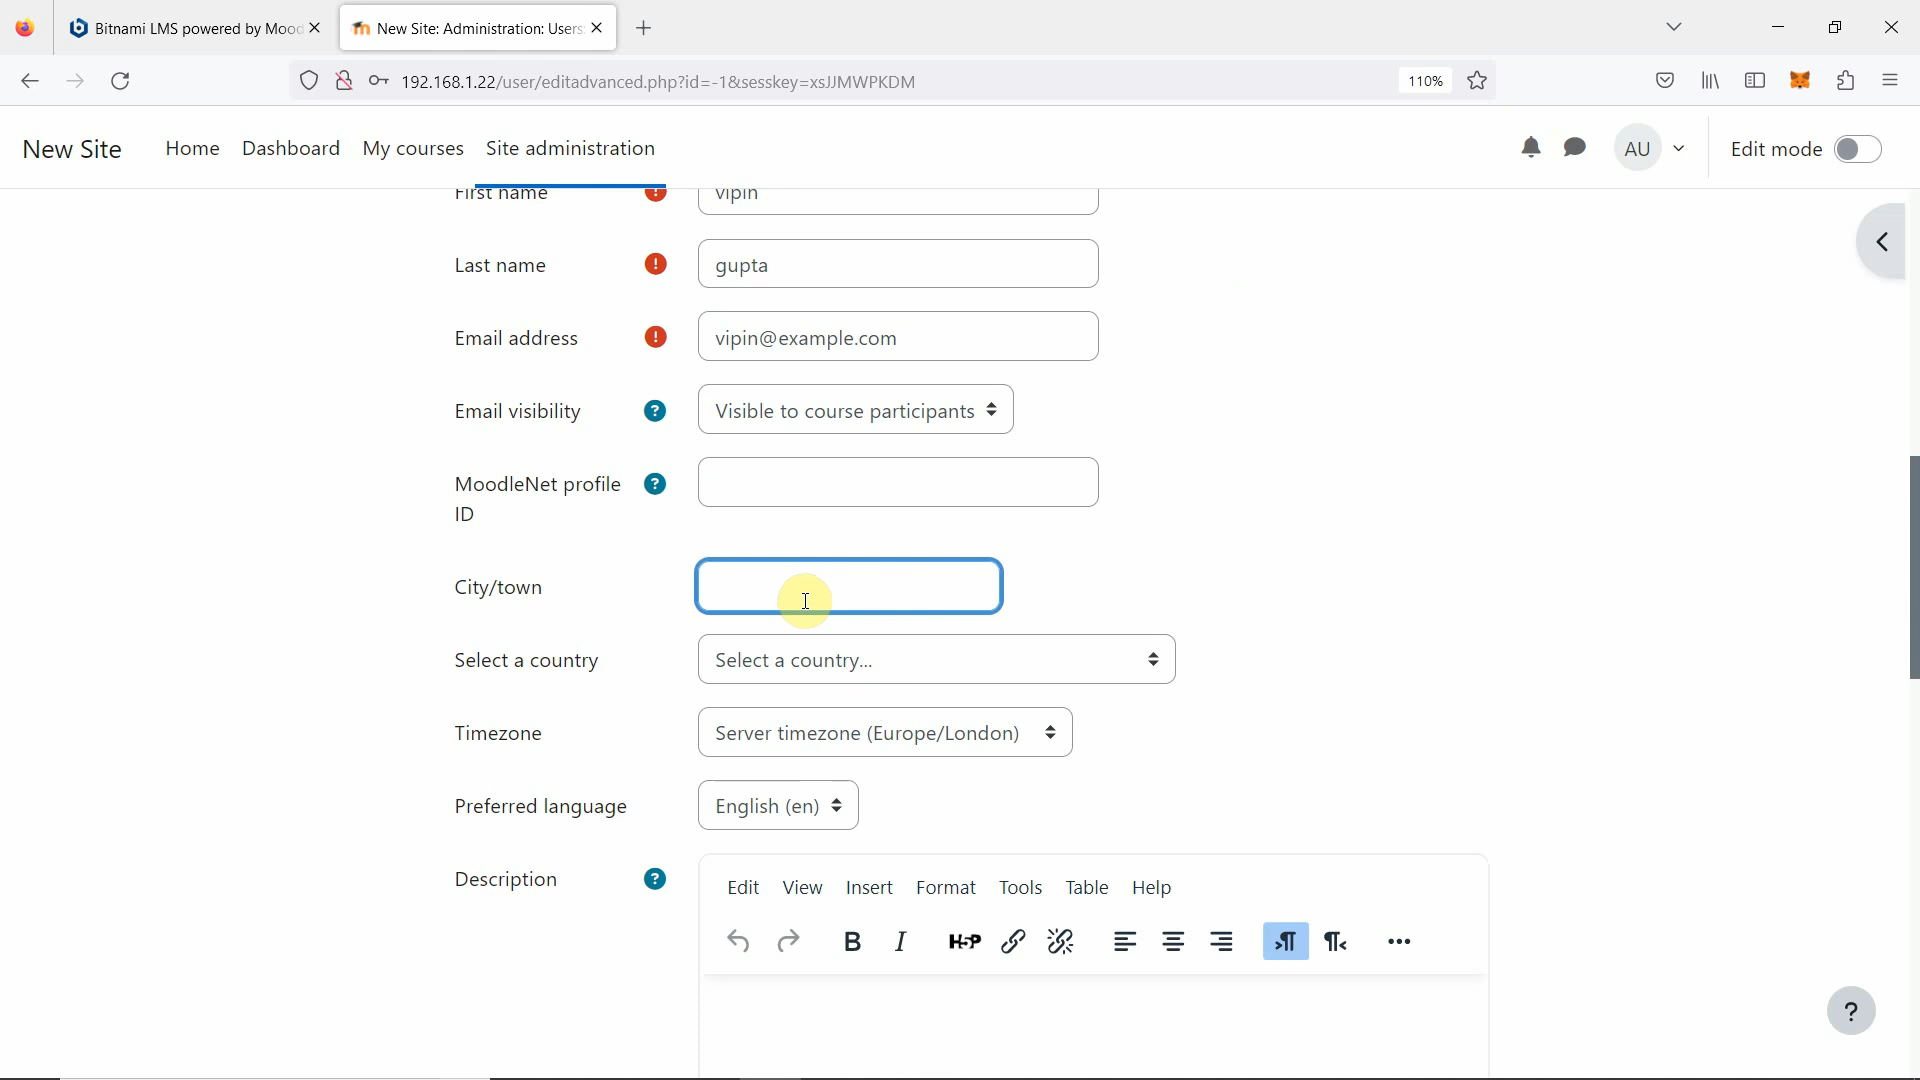 Bitnami LMS powered by Mood
New Site: Administration: Users:
192.168.1.22/user/editadvanced.php?id=-1&sesskey=xsJJMWPKDM
110%
New Site
Home
Dashboard
My courses
Site administration
AU
Edit mode
First name
vipin
Last name
gupta
Email address
vipin@example.com
Email visibility
Visible to course participants
MoodleNet profile
ID
City/town
Select a country
Select a country...
Timezone
Server timezone (Europe/London)
Preferred language
English (en)
Description
Edit View Insert Format Tools Table Help
B I H5P
?